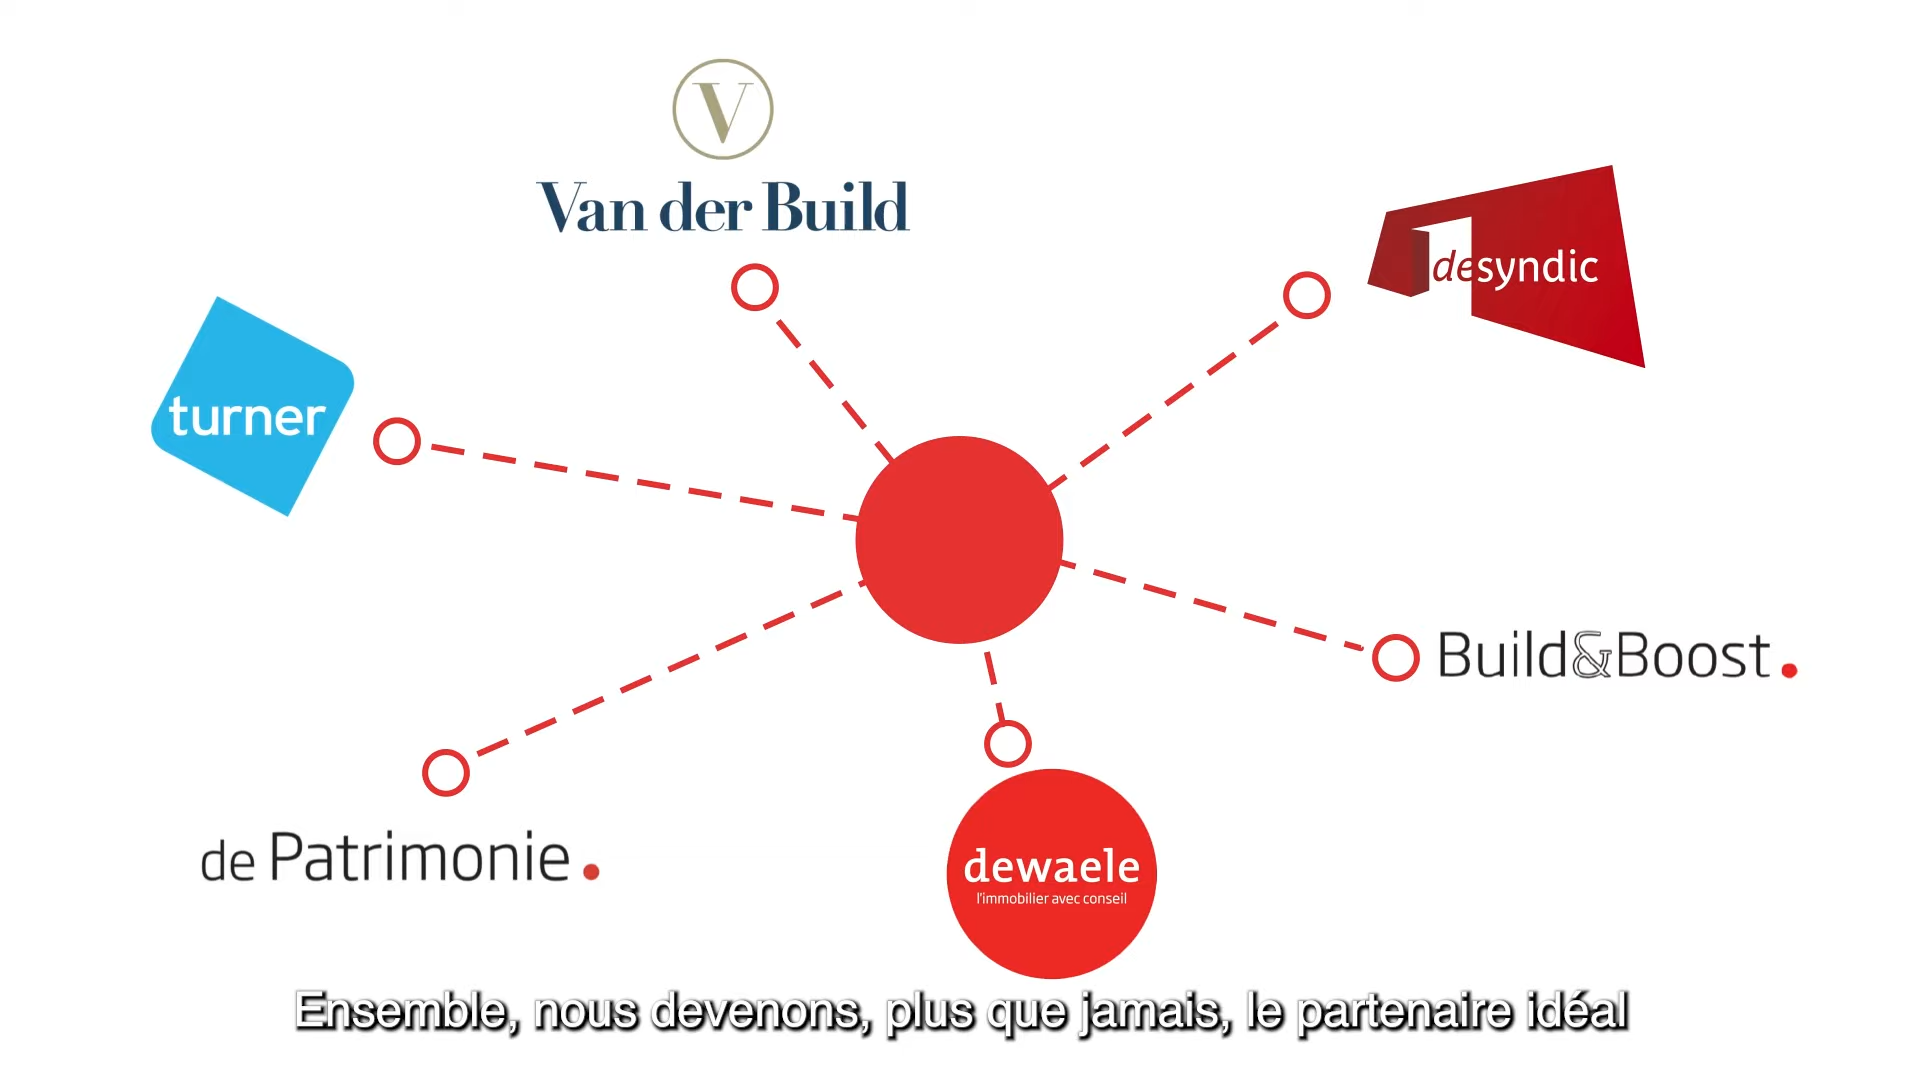 V
Van der Build
desyndic
turner
Build&Boost.
de Patrimonie.
dewaele
l'immobilier avec conseil
Ensemble, nous devenons, plus que jamais, le partenaire idéal